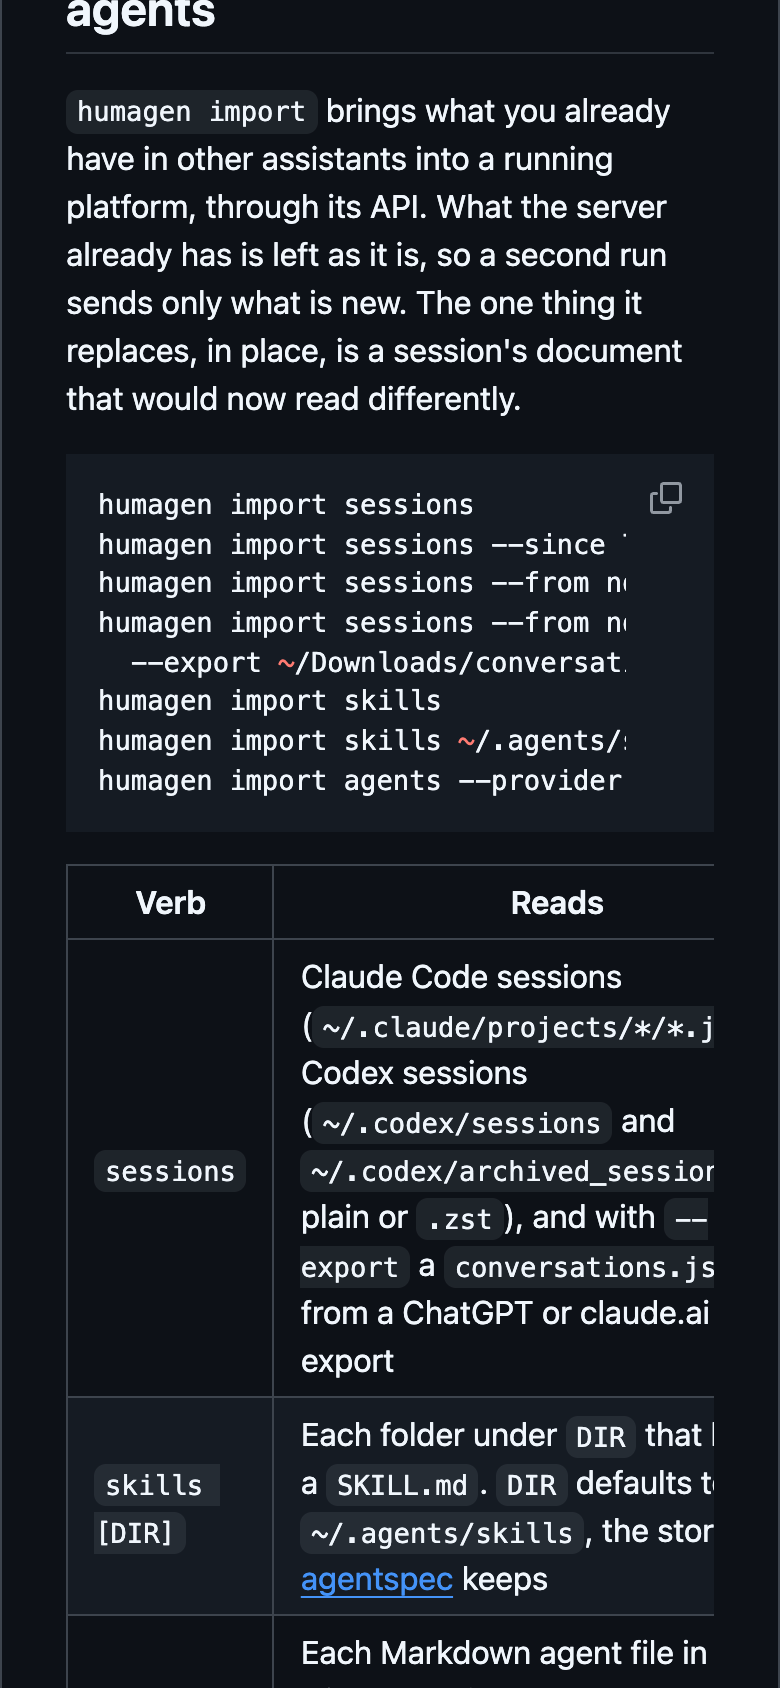 agents
humagen import brings what you already
have in other assistants into a running
platform, through its API. What the server
already has is left as it is, so a second run
sends only what is new. The one thing it
replaces, in place, is a session's document
that would now read differently.
humagen import sessions
humagen import sessions --since
humagen import sessions --from
humagen import sessions --from
--export ~/Downloads/conversat
humagen import skills
humagen import skills ~/.agents/
humagen import agents --provider
Verb
Reads
sessions
Claude Code sessions
(~/.claude/projects/*/*.j
Codex sessions
(~/.codex/sessions and
~/.codex/archived_session
plain or .zst), and with --
export a conversations.js
from a ChatGPT or claude.ai
export
skills
[DIR]
Each folder under DIR that
a SKILL.md. DIR defaults
~/.agents/skills, the stor
agentspec keeps
Each Markdown agent file in